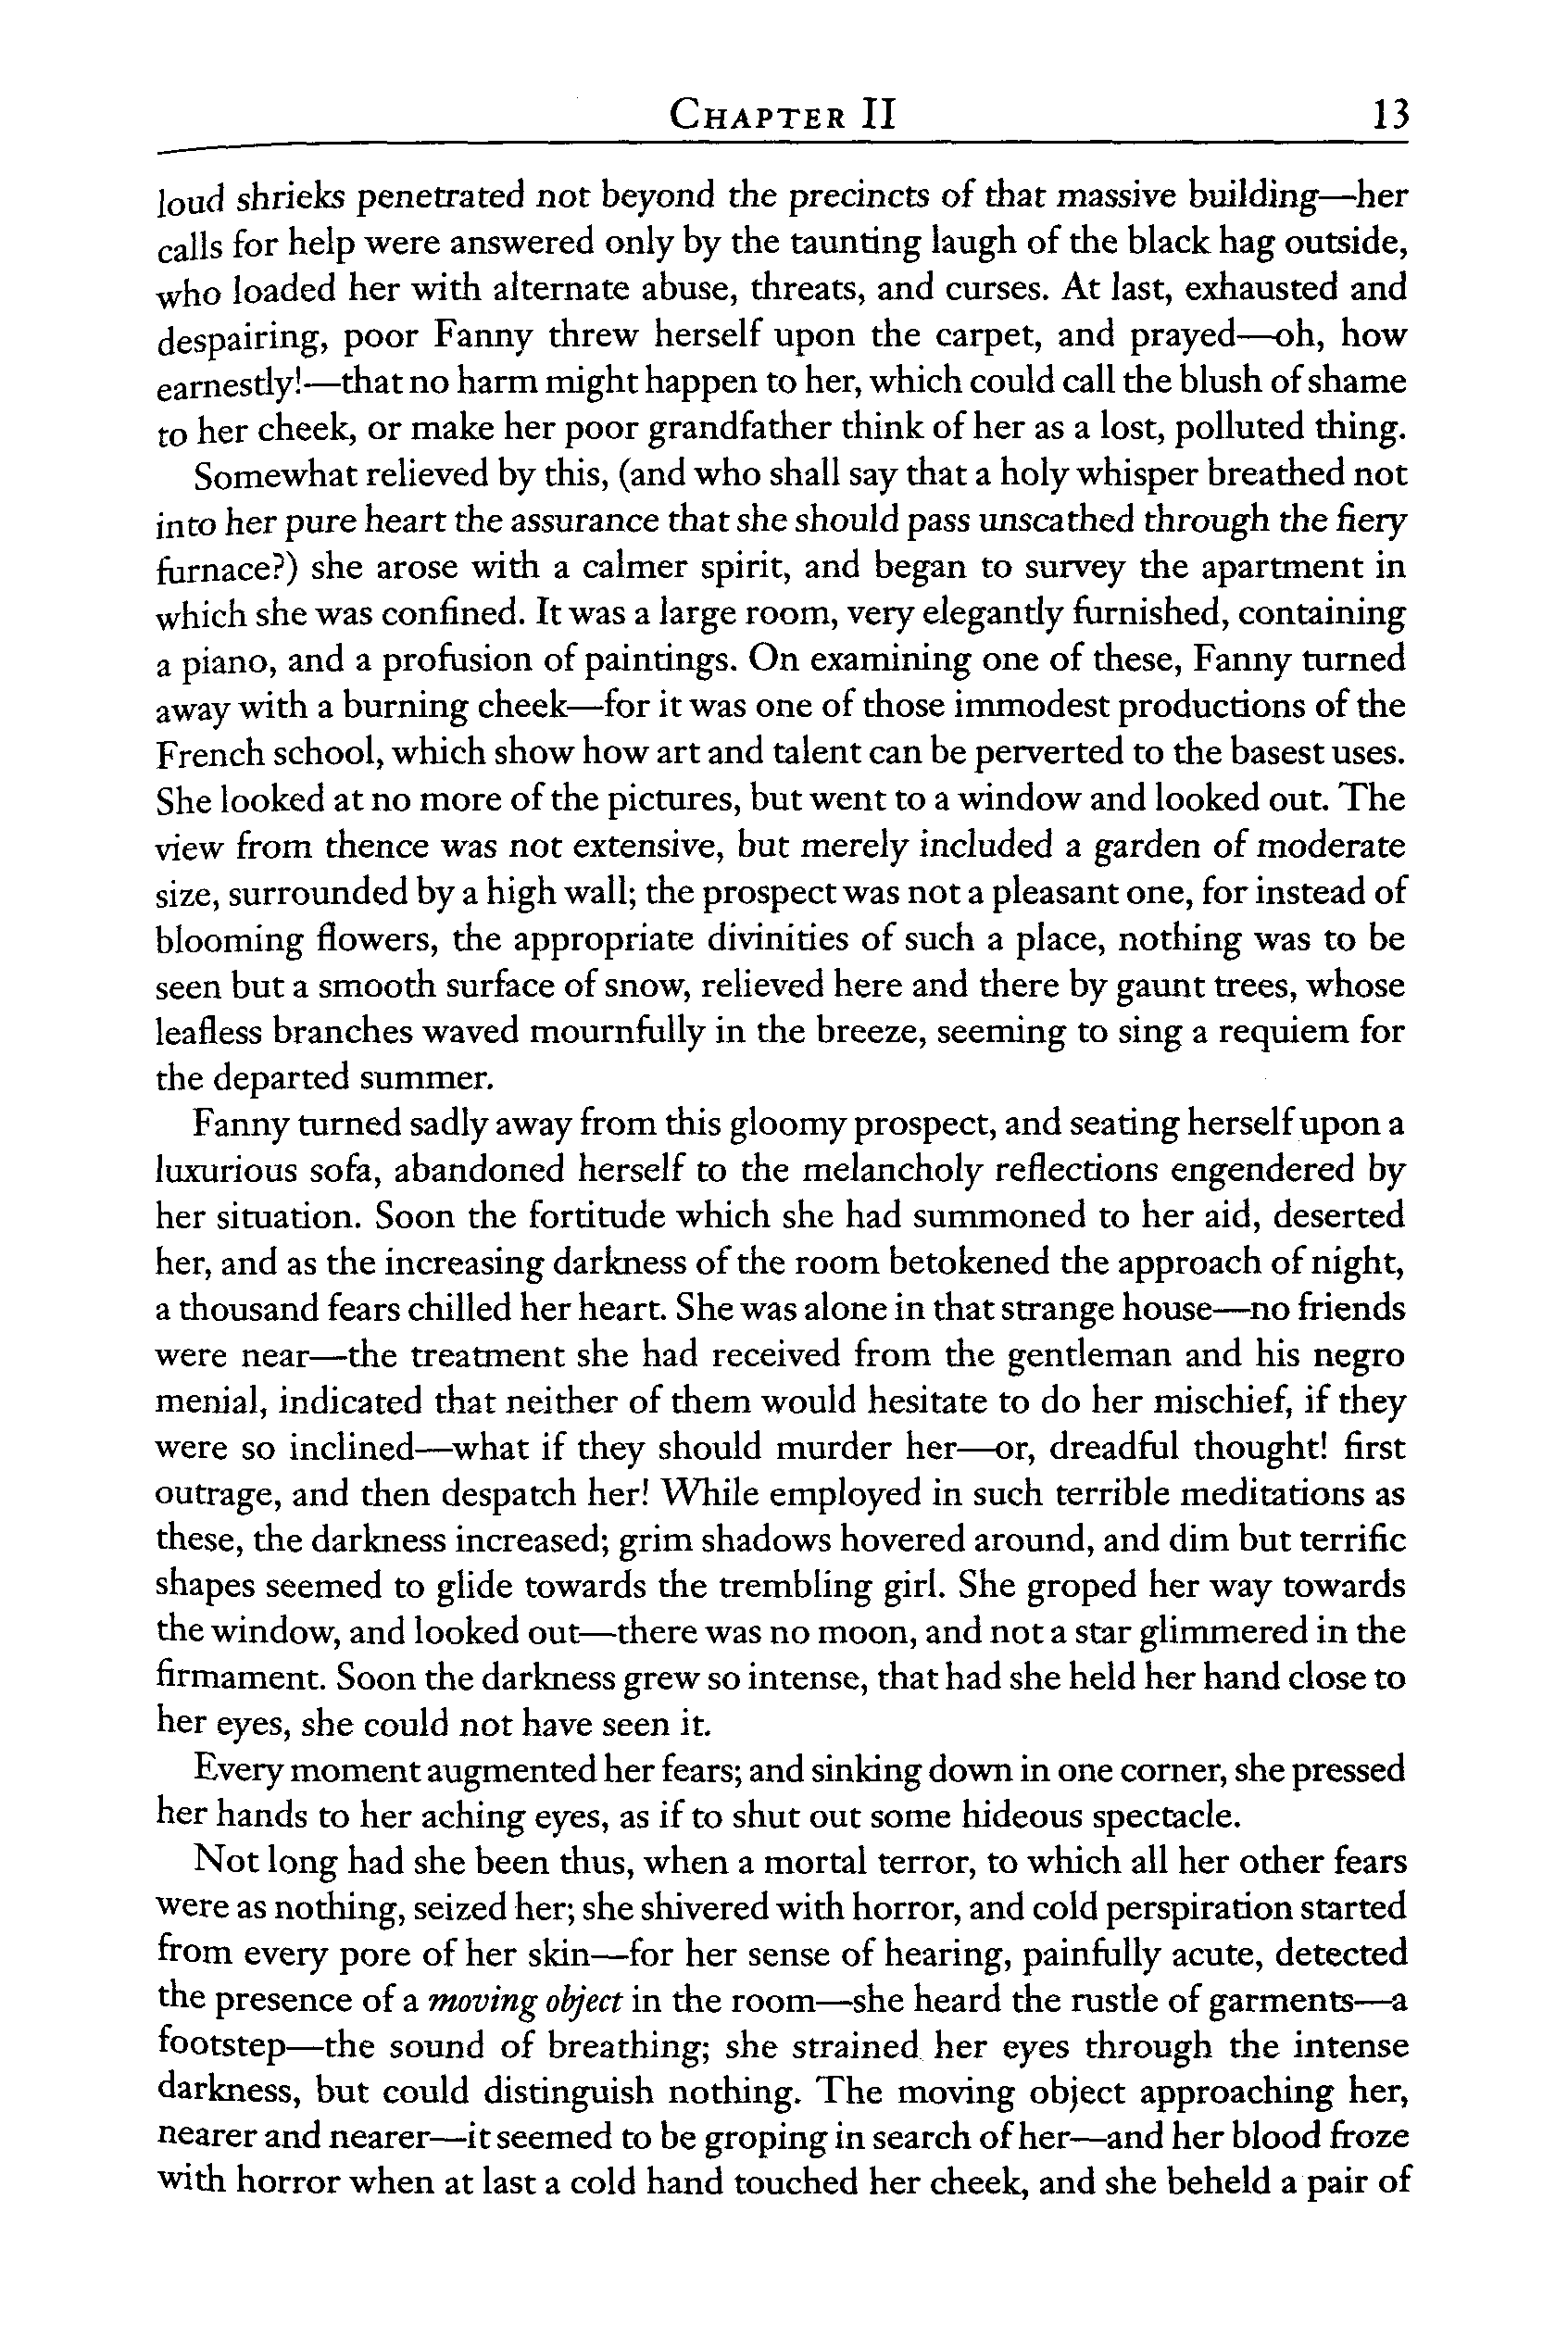 CHAPTER II 13
loud shrieks penetrated not beyond the precincts of that massive building—her
calls for help were answered only by the taunting laugh of the black hag outside,
who loaded her with alternate abuse, threats, and curses. At last, exhausted and
despairing, poor Fanny threw herself upon the carpet, and prayed—oh, how
earnestly!—that no harm might happen to her, which could call the blush of shame
to her cheek, or make her poor grandfather think of her as a lost, polluted thing.
Somewhat relieved by this, (and who shall say that a holy whisper breathed not
into her pure heart the assurance that she should pass unscathed through the fiery
furnace?) she arose with a calmer spirit, and began to survey the apartment in
which she was confined. It was a large room, very elegantly furnished, containing
a piano, and a profusion of paintings. On examining one of these, Fanny turned
away with a burning cheek—for it was one of those immodest productions of the
French school, which show how art and talent can be perverted to the basest uses.
She looked at no more of the pictures, but went to a window and looked out. The
view from thence was not extensive, but merely included a garden of moderate
size, surrounded by a high wall; the prospect was not a pleasant one, for instead of
blooming flowers, the appropriate divinities of such a place, nothing was to be
seen but a smooth surface of snow, relieved here and there by gaunt trees, whose
leafless branches waved mournfully in the breeze, seeming to sing a requiem for
the departed summer.
Fanny turned sadly away from this gloomy prospect, and seating herself upon a
luxurious sofa, abandoned herself to the melancholy reflections engendered by
her situation. Soon the fortitude which she had summoned to her aid, deserted
her, and as the increasing darkness of the room betokened the approach of night,
a thousand fears chilled her heart. She was alone in that strange house—no friends
were near—the treatment she had received from the gentleman and his negro
menial, indicated that neither of them would hesitate to do her mischief, if they
were so inclined—what if they should murder her—or, dreadful thought! first
outrage, and then despatch her! While employed in such terrible meditations as
these, the darkness increased; grim shadows hovered around, and dim but terrific
shapes seemed to glide towards the trembling girl. She groped her way towards
the window, and looked out—there was no moon, and not a star glimmered in the
firmament. Soon the darkness grew so intense, that had she held her hand close to
her eyes, she could not have seen it.
Every moment augmented her fears; and sinking down in one corner, she pressed
her hands to her aching eyes, as if to shut out some hideous spectacle.
Not long had she been thus, when a mortal terror, to which all her other fears
were as nothing, seized her; she shivered with horror, and cold perspiration started
from every pore of her skin—for her sense of hearing, painfully acute, detected
the presence of a moving object in the room—she heard the rustle of garments—a
footstep—the sound of breathing; she strained her eyes through the intense
darkness, but could distinguish nothing. The moving object approaching her,
nearer and nearer—it seemed to be groping in search of her—and her blood froze
with horror when at last a cold hand touched her cheek, and she beheld a pair of